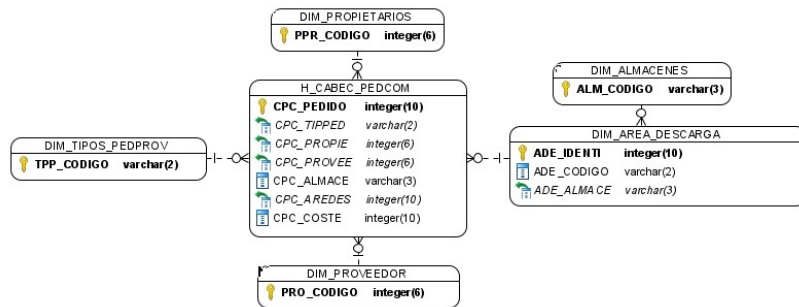 DIM_PROPIETARIOS
PPR_CODIGO integer(6)
H_CABEC_PEDCOM
CPC_PEDIDO integer(10)
CPC_TIPPED varchar(2)
CPC_PROPIE integer(6)
CPC_PROVEE integer(6)
CPC_ALMACE varchar(3)
CPC_AREDES integer(10)
CPC_COSTE integer(10)
DIM_ALMACENES
ALM_CODIGO varchar(3)
DIM_TIPOS_PEDPROV
TPP_CODIGO varchar(2)
DIM_AREA_DESCARGA
ADE_IDENTI integer(10)
ADE_CODIGO varchar(2)
ADE_ALMACE varchar(3)
DIM_PROVEEDOR
PRO_CODIGO integer(6)